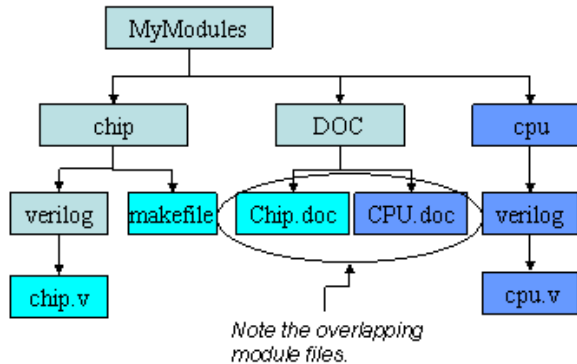 MyModules
chip
DOC
cpu
verilog
makefile
Chip.doc
CPU.doc
verilog
chip.v
cpu.v
Note the overlapping
module files.